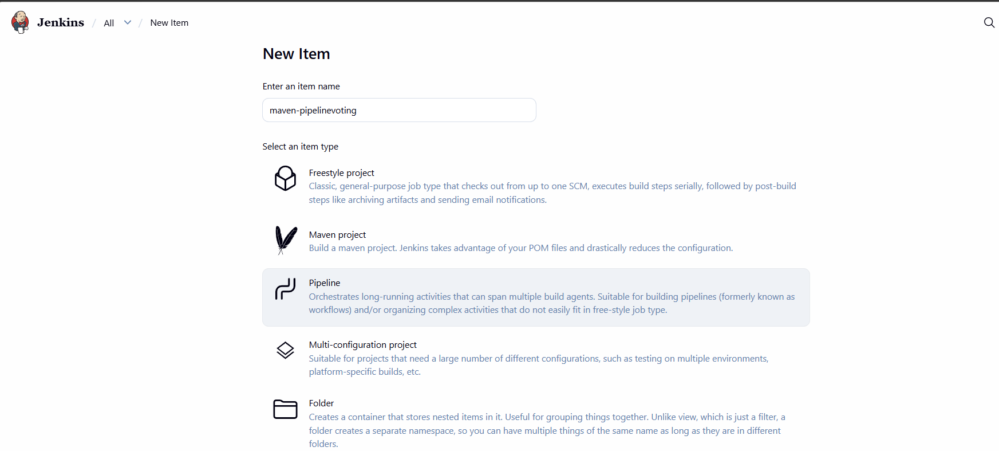 Jenkins / All / New Item
New Item
Enter an item name
maven-pipelinevoting
Select an item type
Freestyle project
Classic, general-purpose job type that checks out from up to one SCM, executes build steps serially, followed by post-build
steps like archiving artifacts and sending email notifications.
Maven project
Build a maven project. Jenkins takes advantage of your POM files and drastically reduces the configuration.
Pipeline
Orchestrates long-running activities that can span multiple build agents. Suitable for building pipelines (formerly known as
workflows) and/or organizing complex activities that do not easily fit in free-style job type.
Multi-configuration project
Suitable for projects that need a large number of different configurations, such as testing on multiple environments,
platform-specific builds, etc.
Folder
Creates a container that stores nested items in it. Useful for grouping things together. Unlike view, which is just a filter, a
folder creates a separate namespace, so you can have multiple things of the same name as long as they are in different
folders.